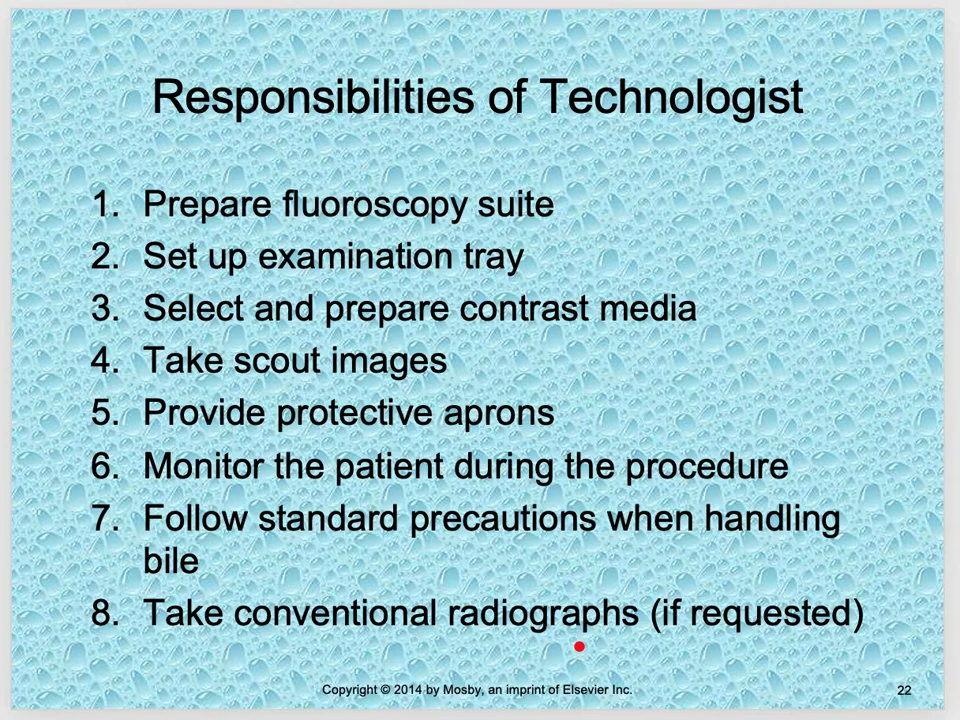 Responsibilities of Technologist
1. Prepare fluoroscopy suite
2. Set up examination tray
3. Select and prepare contrast media
4. Take scout images
5. Provide protective aprons
6. Monitor the patient during the procedure
7. Follow standard precautions when handling
bile
8. Take conventional radiographs (if requested)
Copyright © 2014 by Mosby, an imprint of Elsevier Inc.
22